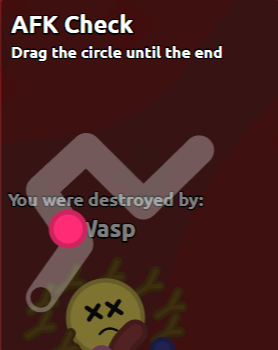 AFK Check
Drag the circle until the end
You were destroyed by:
Wasp